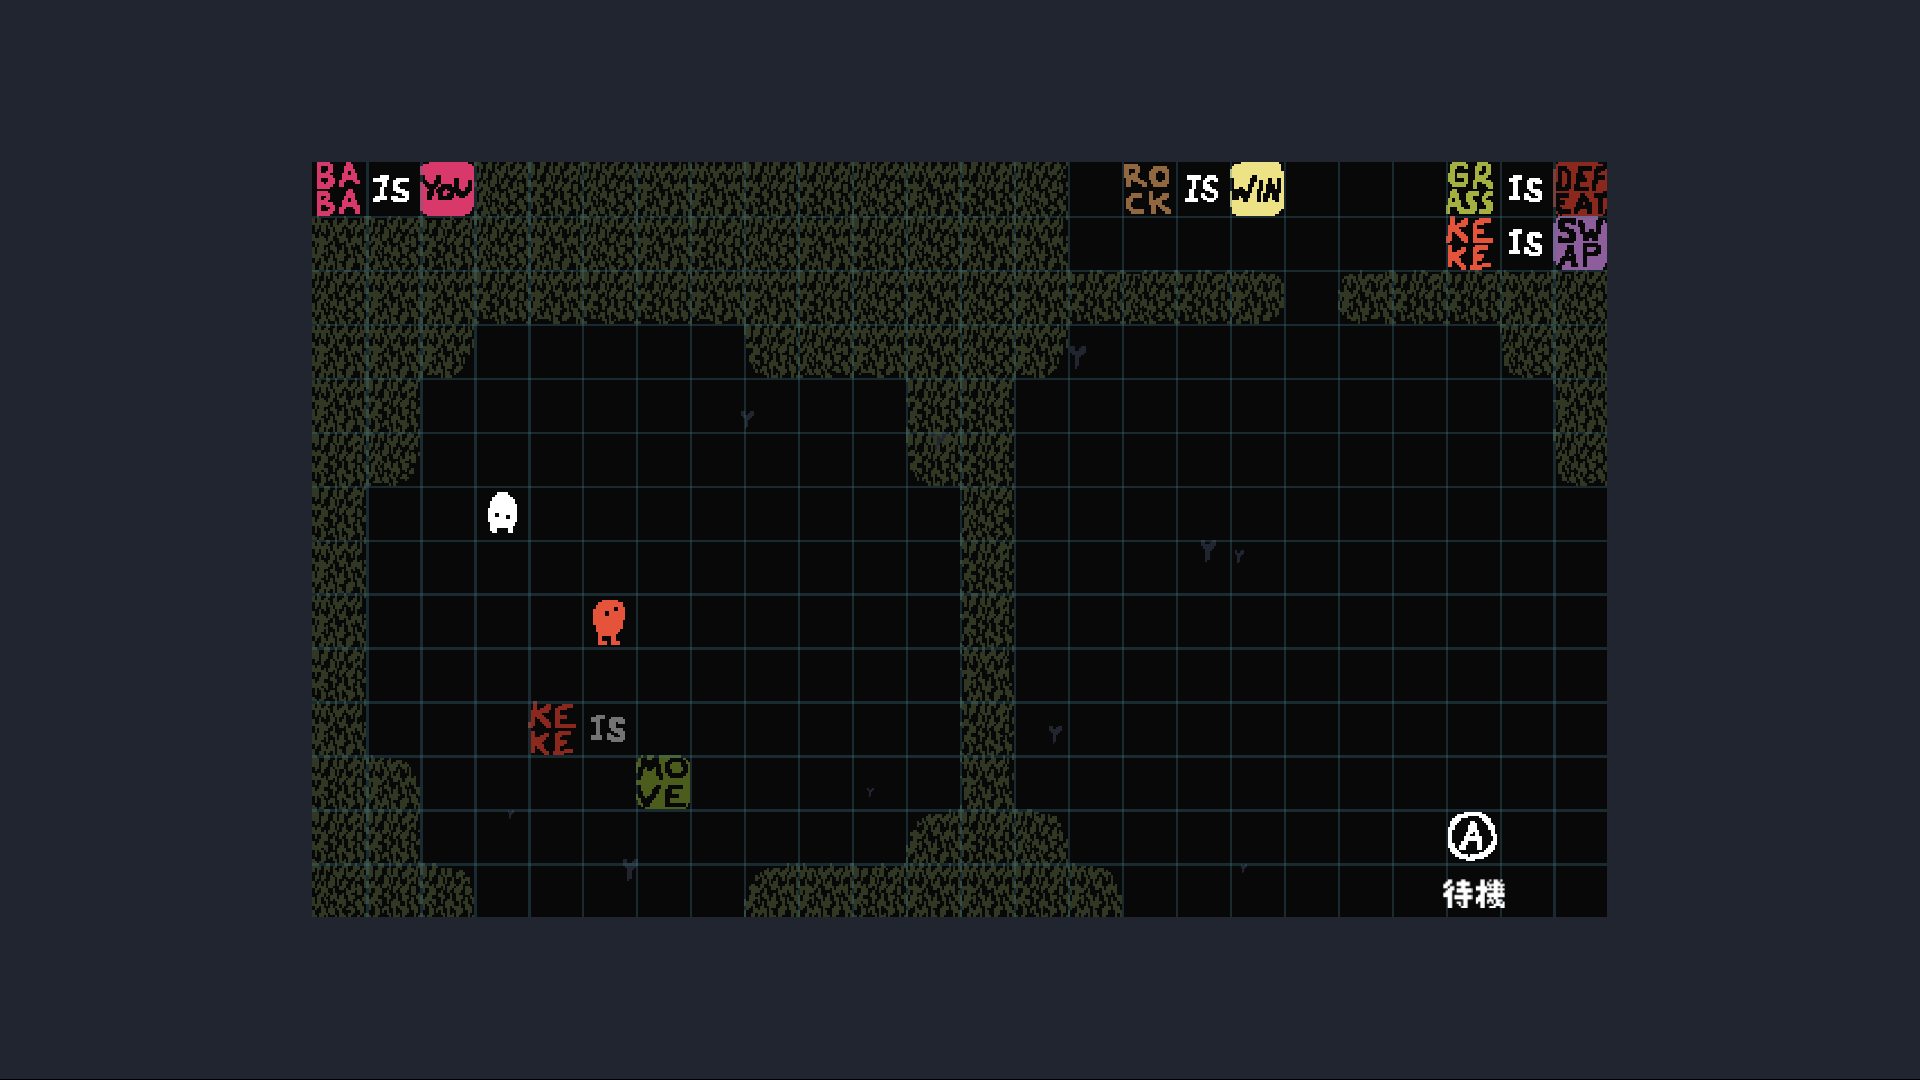 BABA IS YOU ROCK IS WIN GRASS IS DEFEAT
KEKE IS SWAP
KEKE IS
MOVE
A
待機